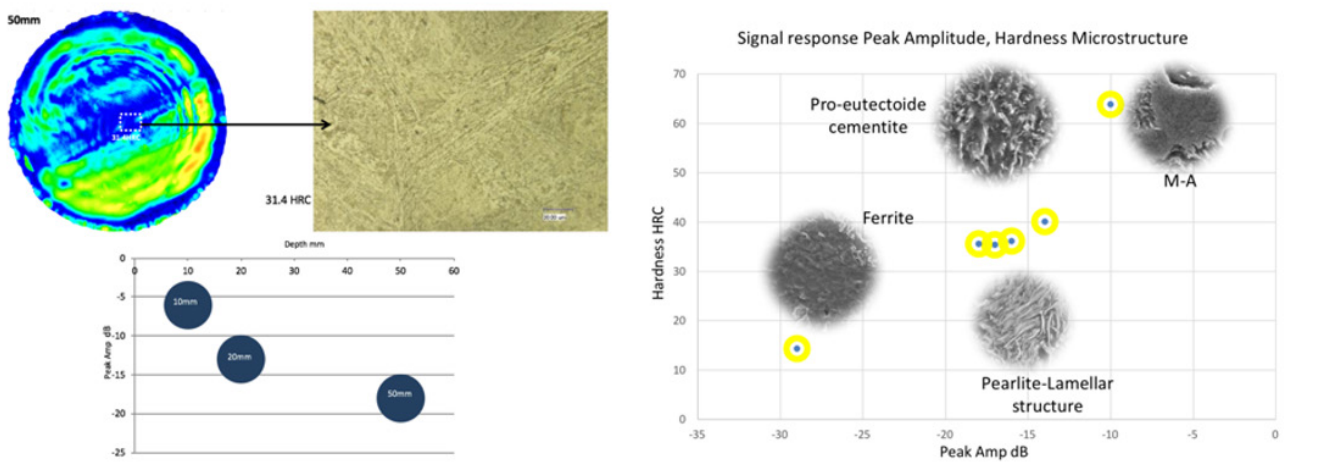 50mm
31.4HRC
31.4 HRC
Depth mm
0 10 20 30 40 50 60
0
-5
-10
-15
-20
-25
Peak Amp dB
10mm
20mm
50mm
Signal response Peak Amplitude, Hardness Microstructure
70
60
50
40
30
20
10
0
Hardness HRC
Pro-eutectoide
cementite
M-A
Ferrite
Pearlite-Lamellar
structure
-35 -30 -25 -20 -15 -10 -5 0
Peak Amp dB